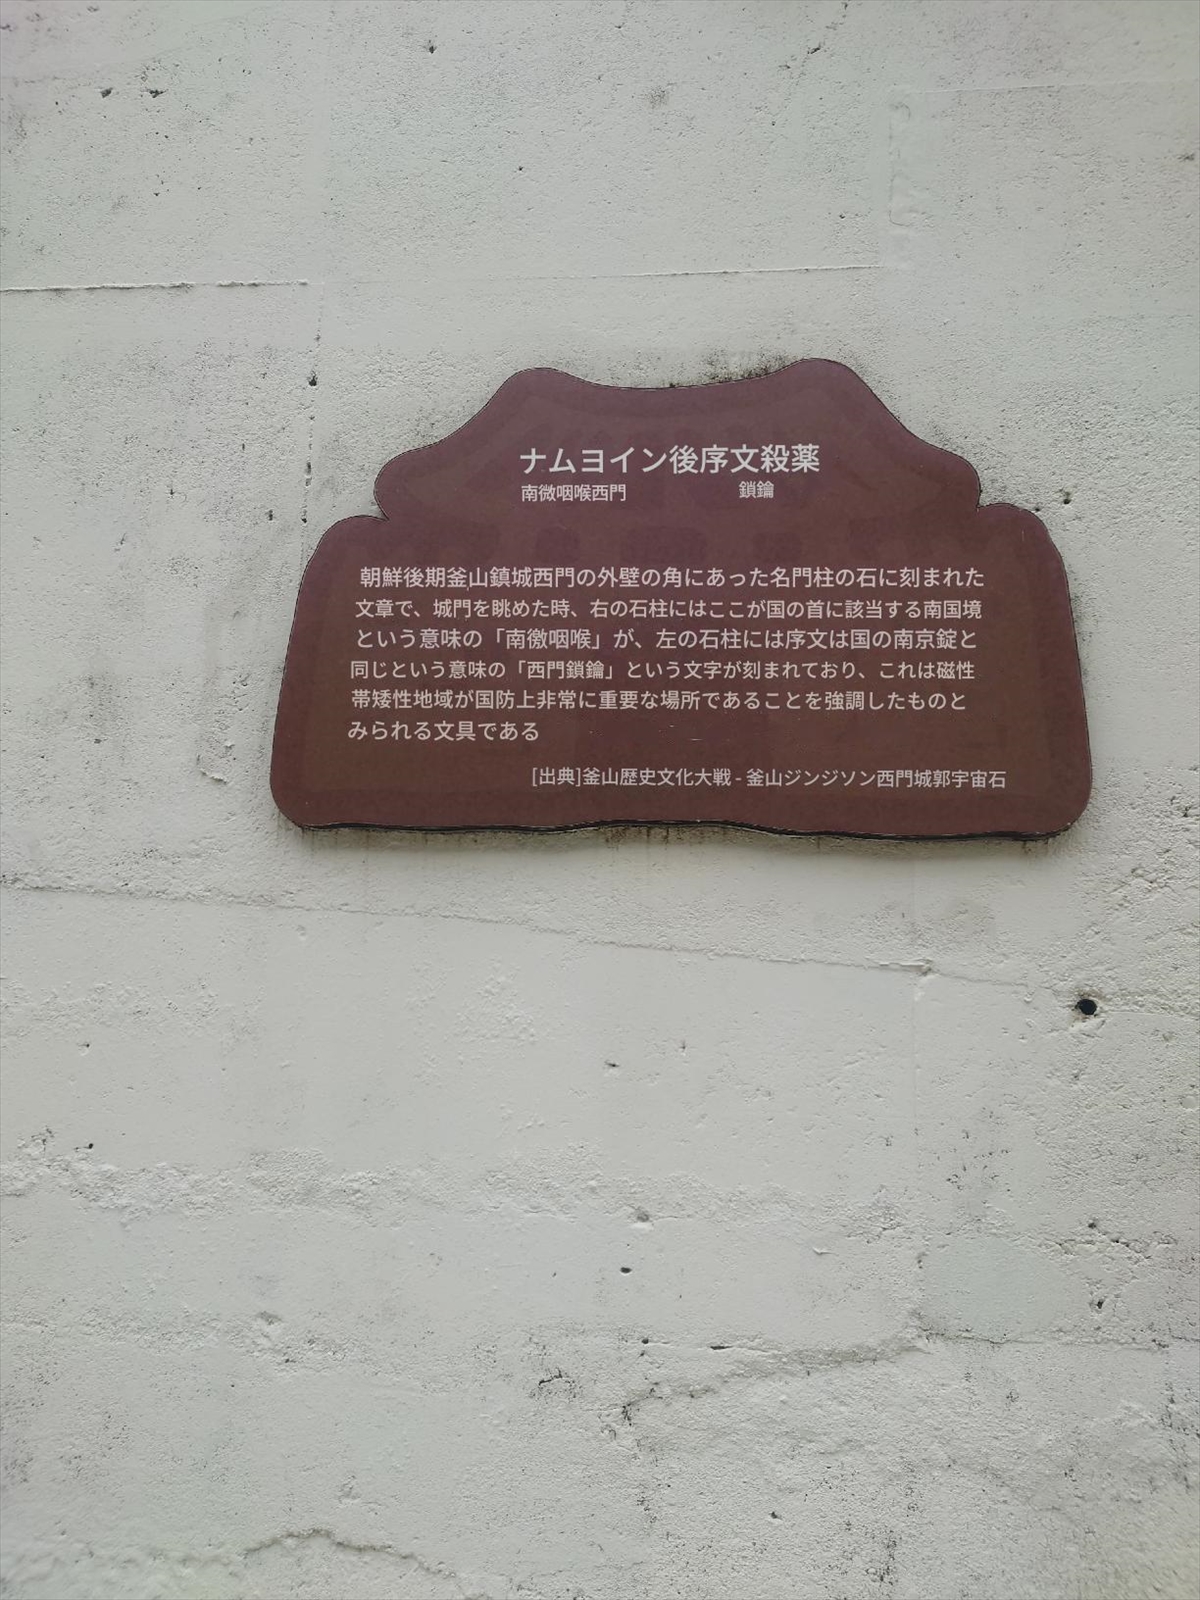 ナムヨイン後序文殺薬
南微咽喉西門 鎖鑰
朝鮮後期釜山鎮城西門の外壁の角にあった名門柱の石に刻まれた
文章で、城門を眺めた時、右の石柱にはここが国の首に該当する南国境
という意味の「南徼咽喉」が、左の石柱には序文は国の南京錠と
同じという意味の「西門鎖鑰」という文字が刻まれており、これは磁性
帯矮性地域が国防上非常に重要な場所であることを強調したものと
みられる文具である
[出典]釜山歴史文化大戦 - 釜山ジンジソン西門城郭宇宙石